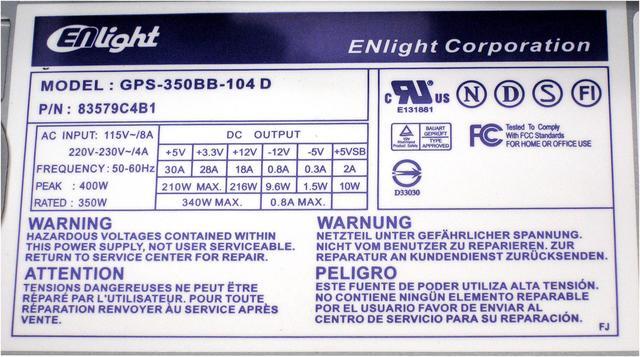 ENlight
ENlight Corporation
MODEL : GPS-350BB-104 D
P/N : 83579C4B1
AC INPUT: 115V~/8A
220V-230V~/4A
FREQUENCY: 50-60Hz
PEAK : 400W
RATED : 350W
DC OUTPUT
+5V +3.3V +12V -12V -5V +5VSB
30A 28A 18A 0.8A 0.3A 2A
210W MAX. 216W 9.6W 1.5W 10W
340W MAX. 0.8A MAX.
c US
E131881
N D S FI
BAUART GEPRÜFT
TYPE APPROVED
FC Tested To Comply
With FCC Standards
FOR HOME OR OFFICE USE
D33030
WARNING
HAZARDOUS VOLTAGES CONTAINED WITHIN
THIS POWER SUPPLY, NOT USER SERVICEABLE.
RETURN TO SERVICE CENTER FOR REPAIR.
WARNUNG
NETZTEIL UNTER GEFÄHRLICHER SPANNUNG.
NICHT VOM BENUTZER ZU REPARIEREN. ZUR
REPARATUR AN KUNDENDIENST ZURÜCKSENDEN.
ATTENTION
TENSIONS DANGEREUSES NE PEUT ËTRE
RÉPARÉ PAR L'UTILISATEUR. POUR TOUTE
RÉPARATION RENVOYER ÀU SERVICE APRÈS
VENTE.
PELIGRO
ESTE FUENTE DE PODER UTILIZA ALTA TENSIÓN.
NO CONTIENE NINGÚN ELEMENTO REPARABLE
POR EL USUARIO FAVOR DE ENVIAR AL
CENTRO DE SERVICIO PARA SU REPARACIÓN.
FJ